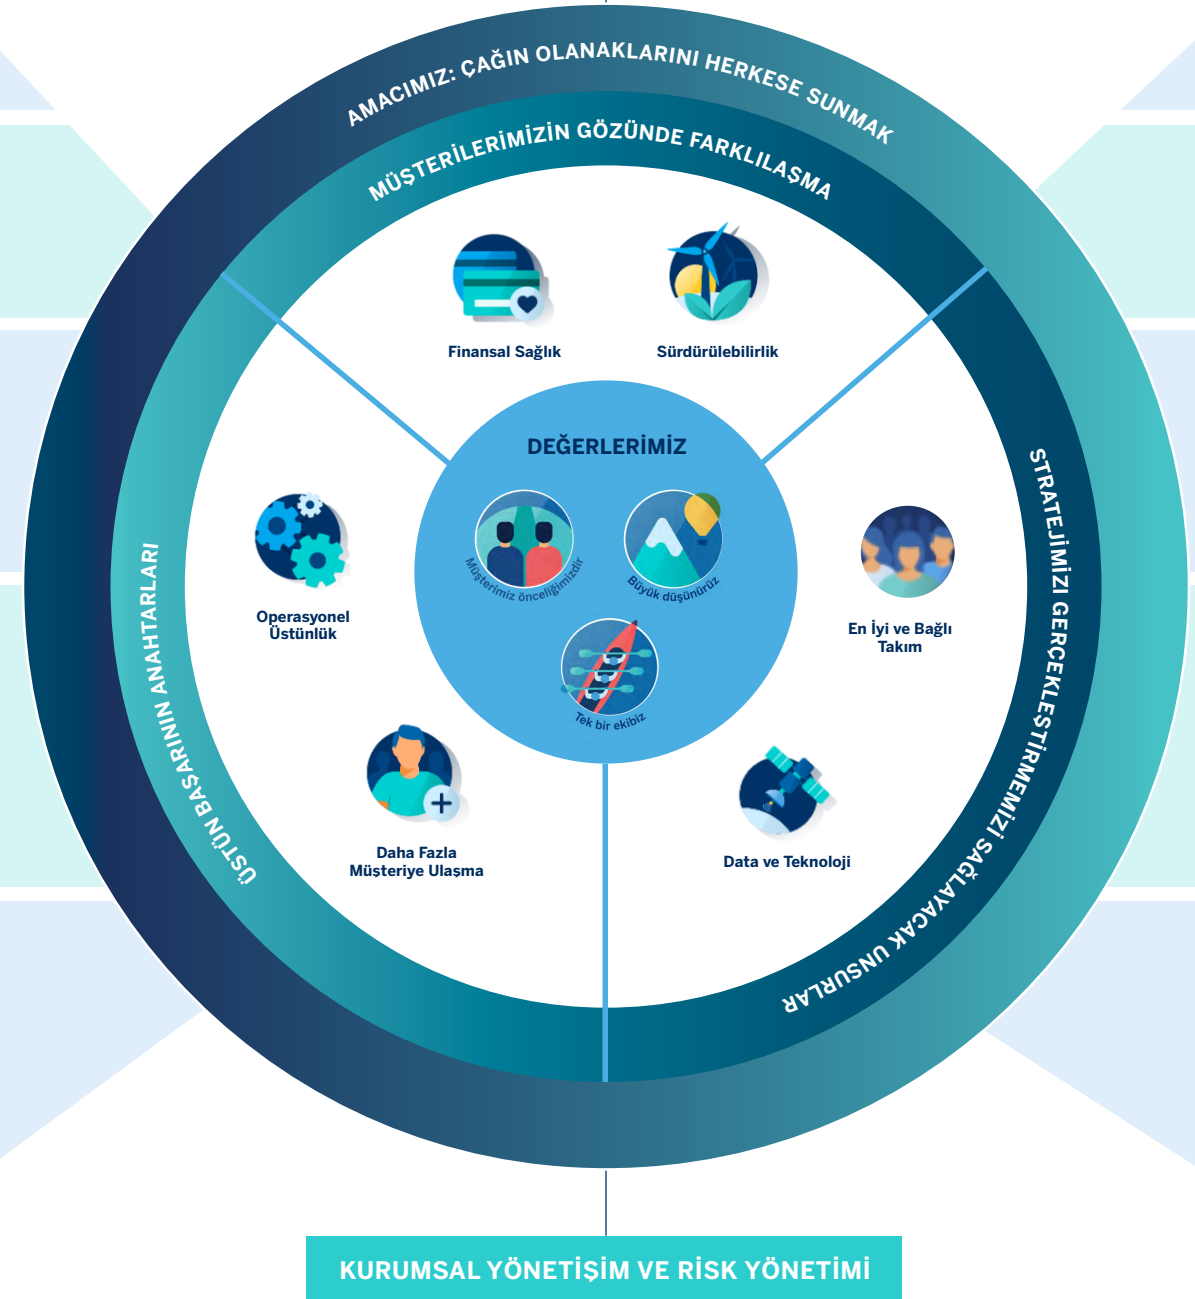 AMACIMIZ: ÇAĞIN OLANAKLARINI HERKESE SUNMAK
MÜŞTERİLERİMİZİN GÖZÜNDE FARKLILAŞMA
Finansal Sağlık
Sürdürülebilirlik
DEĞERLERİMİZ
Müşterimiz önceliğimizdir
Büyük düşünürüz
Tek bir ekibiz
STRATEJİMİZİ GERÇEKLEŞTİRMEMİZİ SAĞLAYACAK UNSURLAR
En İyi ve Bağlı
Takım
Data ve Teknoloji
ÜSTÜN BAŞARININ ANAHTARLARI
Operasyonel
Üstünlük
Daha Fazla
Müşteriye Ulaşma
KURUMSAL YÖNETİŞİM VE RİSK YÖNETİMİ